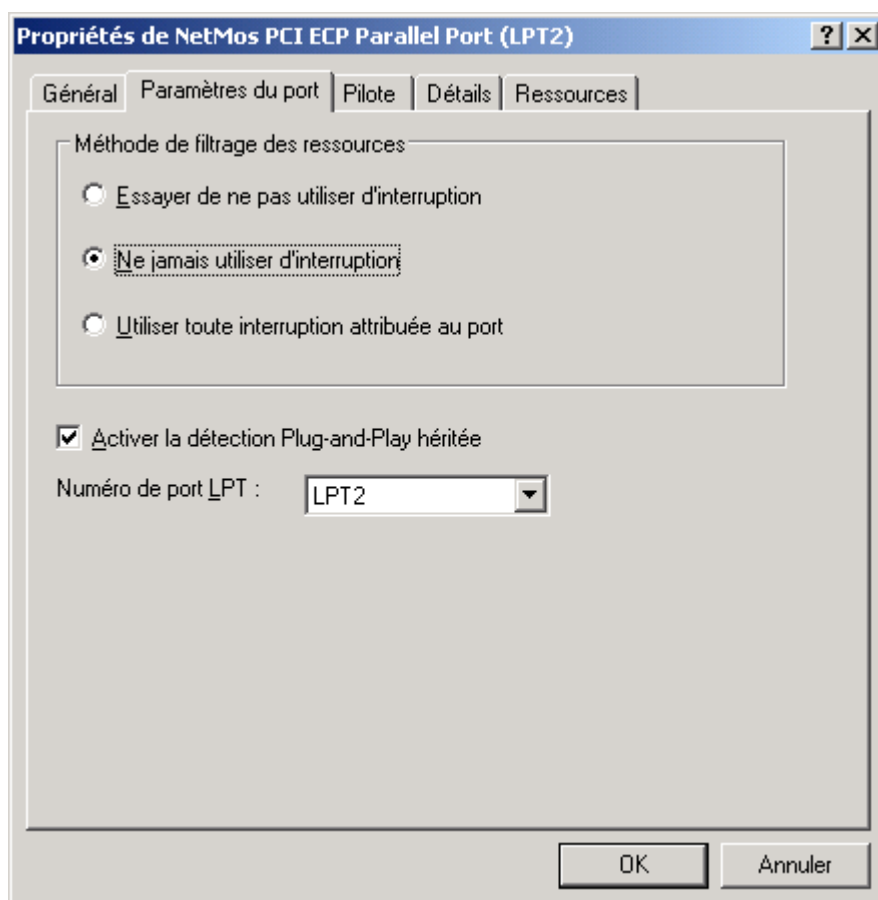 Propriétés de NetMos PCI ECP Parallel Port (LPT2)
Général Paramètres du port Pilote Détails Ressources
Méthode de filtrage des ressources
Essayer de ne pas utiliser d'interruption
Ne jamais utiliser d'interruption
Utiliser toute interruption attribuée au port
Activer la détection Plug-and-Play héritée
Numéro de port LPT : LPT2
OK Annuler